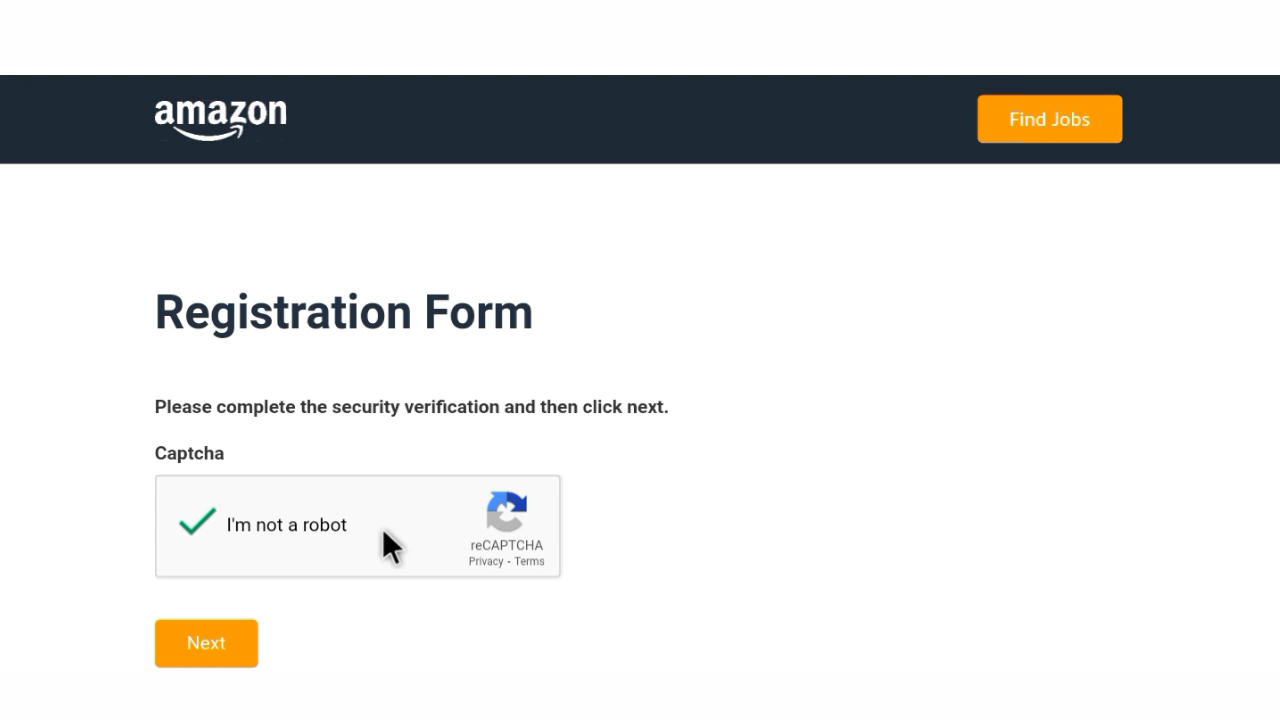 amazon
Find Jobs
Registration Form
Please complete the security verification and then click next.
Captcha
I'm not a robot
reCAPTCHA
Privacy - Terms
Next